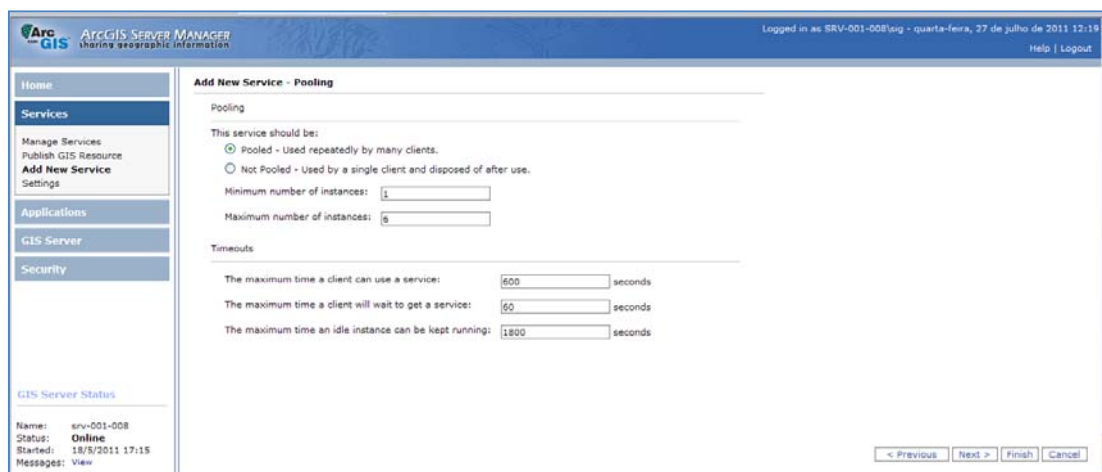 Arc GIS ArcGIS Server Manager
sharing geographic information
Logged in as SRV-001-008\sig - quarta-feira, 27 de julho de 2011 12:19
Help | Logout
Home
Services
Manage Services
Publish GIS Resource
Add New Service
Settings
Applications
GIS Server
Security
GIS Server Status
Name: srv-001-008
Status: Online
Started: 18/5/2011 17:15
Messages: View
Add New Service - Pooling
Pooling
This service should be:
Pooled - Used repeatedly by many clients.
Not Pooled - Used by a single client and disposed of after use.
Minimum number of instances: 1
Maximum number of instances: 6
Timeouts
The maximum time a client can use a service: 600 seconds
The maximum time a client will wait to get a service: 60 seconds
The maximum time an idle instance can be kept running: 1800 seconds
< Previous Next > Finish Cancel